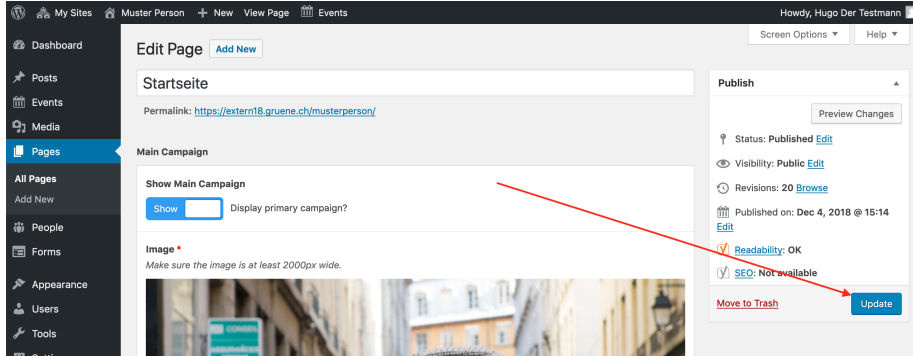 My Sites Muster Person + New View Page Events Howdy, Hugo Der Testmann
Screen Options ▼ Help ▼
Dashboard
Posts
Events
Media
Pages
All Pages
Add New
People
Forms
Appearance
Users
Tools
Edit Page Add New
Startseite
Permalink: https://extern18.gruene.ch/musterperson/
Main Campaign
Show Main Campaign
Show Display primary campaign?
Image *
Make sure the image is at least 2000px wide.
CONSEIL
Publish
Preview Changes
Status: Published Edit
Visibility: Public Edit
Revisions: 20 Browse
Published on: Dec 4, 2018 @ 15:14
Edit
Readability: OK
SEO: Not available
Move to Trash Update